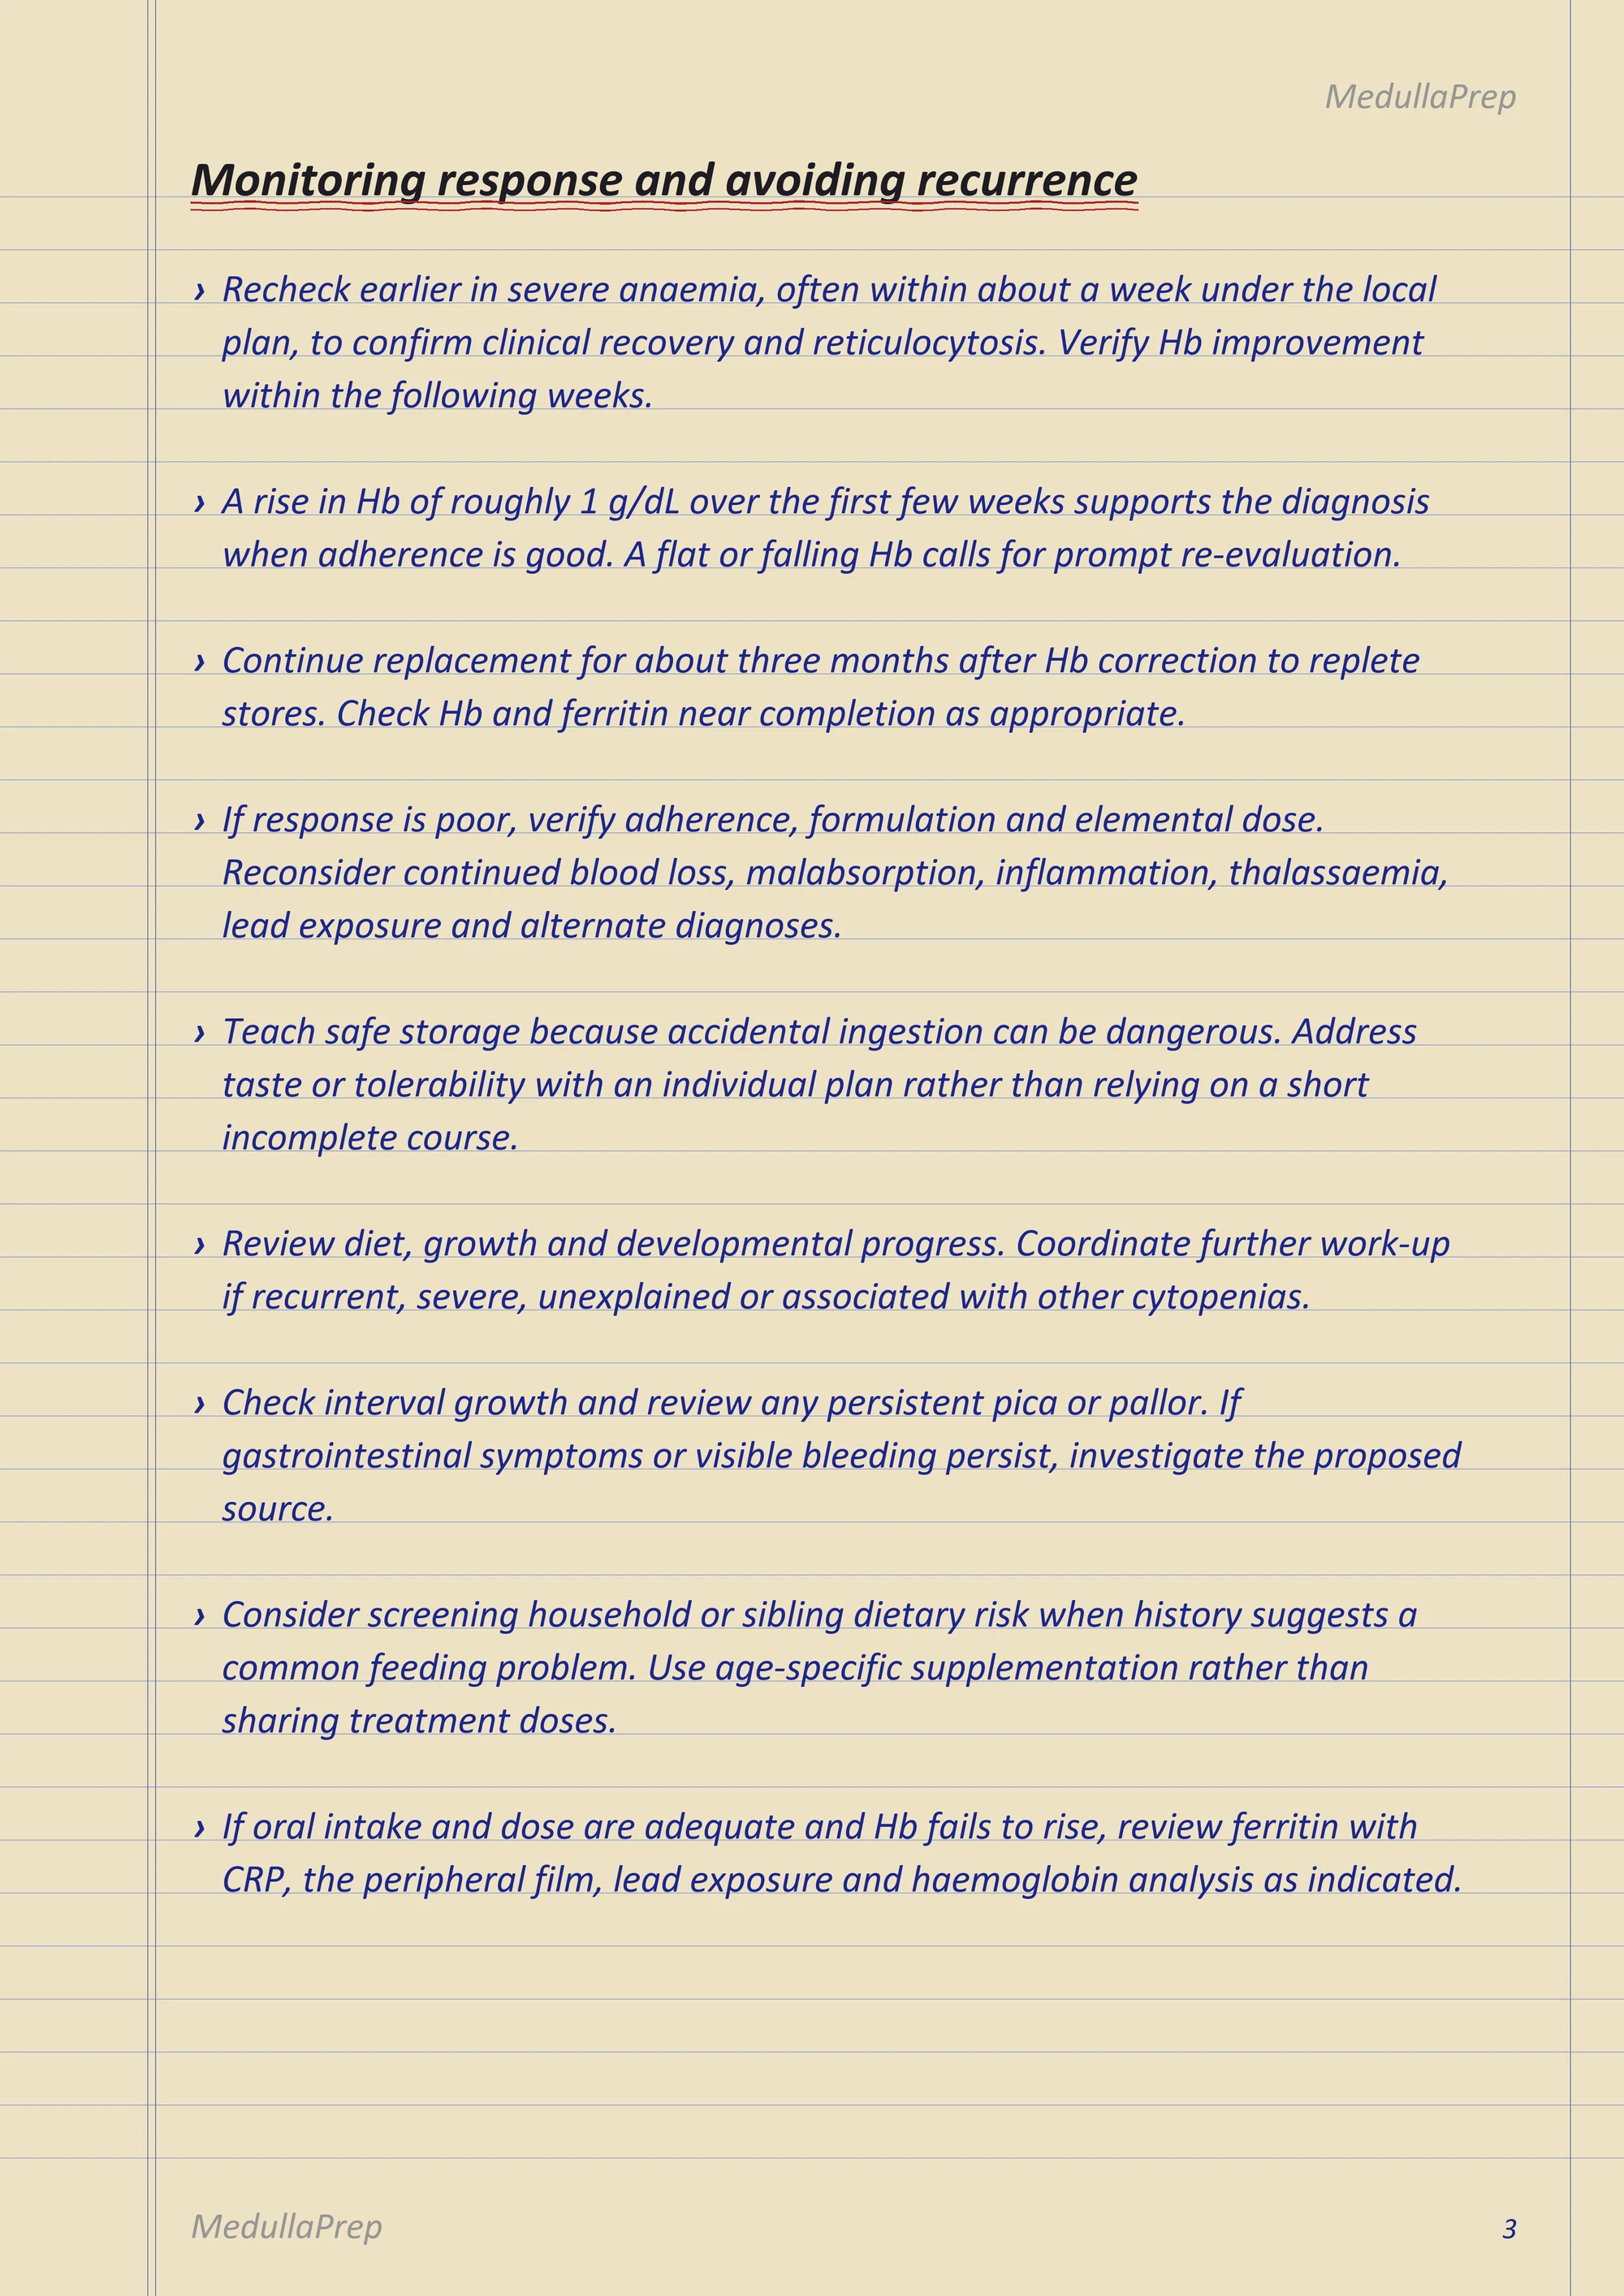 MedullaPrep
Monitoring response and avoiding recurrence
› Recheck earlier in severe anaemia, often within about a week under the local
plan, to confirm clinical recovery and reticulocytosis. Verify Hb improvement
within the following weeks.
› A rise in Hb of roughly 1 g/dL over the first few weeks supports the diagnosis
when adherence is good. A flat or falling Hb calls for prompt re-evaluation.
› Continue replacement for about three months after Hb correction to replete
stores. Check Hb and ferritin near completion as appropriate.
› If response is poor, verify adherence, formulation and elemental dose.
Reconsider continued blood loss, malabsorption, inflammation, thalassaemia,
lead exposure and alternate diagnoses.
› Teach safe storage because accidental ingestion can be dangerous. Address
taste or tolerability with an individual plan rather than relying on a short
incomplete course.
› Review diet, growth and developmental progress. Coordinate further work-up
if recurrent, severe, unexplained or associated with other cytopenias.
› Check interval growth and review any persistent pica or pallor. If
gastrointestinal symptoms or visible bleeding persist, investigate the proposed
source.
› Consider screening household or sibling dietary risk when history suggests a
common feeding problem. Use age-specific supplementation rather than
sharing treatment doses.
› If oral intake and dose are adequate and Hb fails to rise, review ferritin with
CRP, the peripheral film, lead exposure and haemoglobin analysis as indicated.
MedullaPrep
3